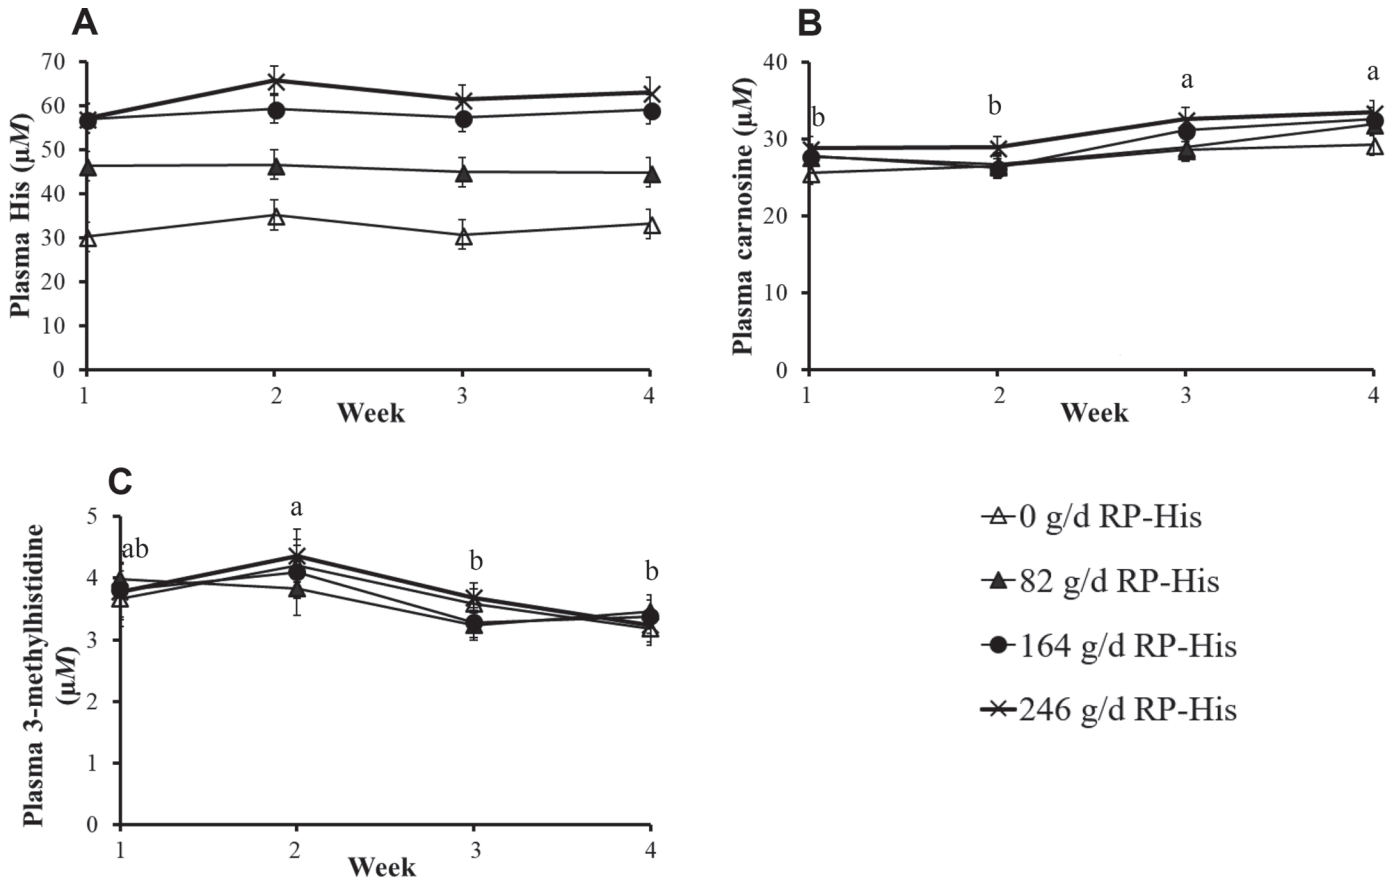 A
Plasma His (μM)
70
60
50
40
30
20
10
0
1
2
3
4
Week
B
Plasma carnosine (μM)
40
30
20
10
0
b
b
a
a
1
2
3
4
Week
C
Plasma 3-methylhistidine
(μM)
5
4
3
2
1
0
ab
a
b
b
1
2
3
4
Week
0 g/d RP-His
82 g/d RP-His
164 g/d RP-His
246 g/d RP-His